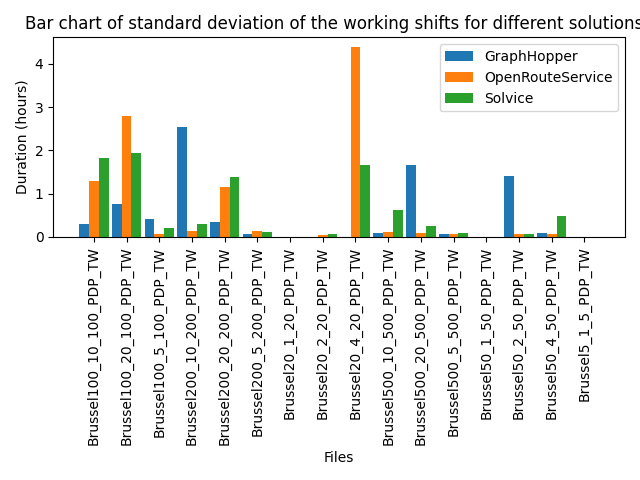 Bar chart of standard deviation of the working shifts for different solutions
GraphHopper
OpenRouteService
Solvice
Duration (hours)
4
3
2
1
0
Brussel100_10_100_PDP_TW
Brussel100_20_100_PDP_TW
Brussel100_5_100_PDP_TW
Brussel200_10_200_PDP_TW
Brussel200_20_200_PDP_TW
Brussel200_5_200_PDP_TW
Brussel20_1_20_PDP_TW
Brussel20_2_20_PDP_TW
Brussel20_4_20_PDP_TW
Brussel500_10_500_PDP_TW
Brussel500_20_500_PDP_TW
Brussel500_5_500_PDP_TW
Brussel50_1_50_PDP_TW
Brussel50_2_50_PDP_TW
Brussel50_4_50_PDP_TW
Brussel5_1_5_PDP_TW
Files